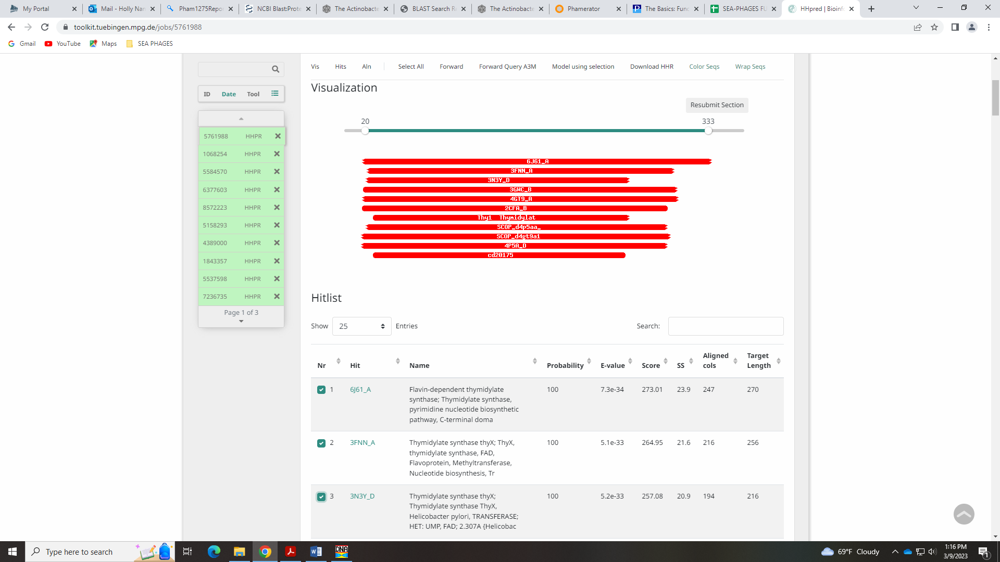 My Portal
Mail - Holly Nan
Pham1275Repor
NCBI Blast:Prote
The Actinobacte
BLAST Search Re
The Actinobacte
Phamerator
The Basics: Func
SEA-PHAGES FU
HHpred | Bioinfo
toolkit.tuebingen.mpg.de/jobs/5761988
Gmail
YouTube
Maps
SEA PHAGES
Vis Hits Aln Select All Forward Forward Query A3M Model using selection Download HHR Color Seqs Wrap Seqs
ID Date Tool
5761988 HHPR
1068254 HHPR
5584570 HHPR
6377603 HHPR
8572223 HHPR
5158293 HHPR
4389000 HHPR
1843357 HHPR
5537598 HHPR
7236735 HHPR
Page 1 of 3
Visualization
Resubmit Section
20 333
6J61_A
3FNN_A
3N3Y_D
3GWC_B
4GT9_A
2CFA_B
Thy1 Thymidylat
SCOP_d4p5aa_
SCOP_d4gt9a1
4P5A_D
cd20175
Hitlist
Show 25 Entries Search:
Nr Hit Name Probability E-value Score SS Aligned cols Target Length
1 6J61_A Flavin-dependent thymidylate 100 7.3e-34 273.01 23.9 247 270
synthase; Thymidylate synthase,
pyrimidine nucleotide biosynthetic
pathway, C-terminal doma
2 3FNN_A Thymidylate synthase thyX; ThyX, 100 5.1e-33 264.95 21.6 216 256
thymidylate synthase, FAD,
Flavoprotein, Methyltransferase,
Nucleotide biosynthesis, Tr
3 3N3Y_D Thymidylate synthase thyX; 100 5.2e-33 257.08 20.9 194 216
Thymidylate synthase ThyX,
Helicobacter pylori, TRANSFERASE;
HET: UMP, FAD; 2.307A {Helicobac
Type here to search
DNA
69°F Cloudy
1:16 PM
3/9/2023
1